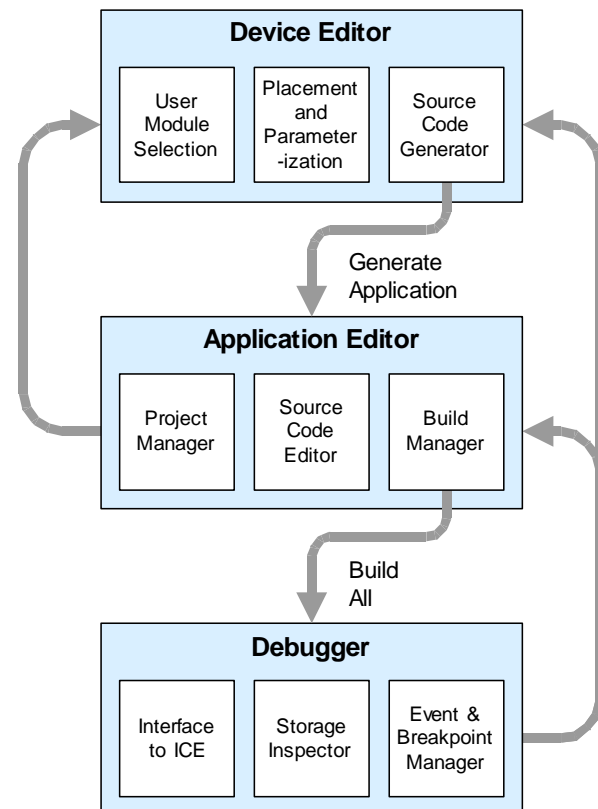 Device Editor
User
Module
Selection
Placement
and
Parameter
-ization
Source
Code
Generator
Generate
Application
Application Editor
Project
Manager
Source
Code
Editor
Build
Manager
Build
All
Debugger
Interface
to ICE
Storage
Inspector
Event &
Breakpoint
Manager